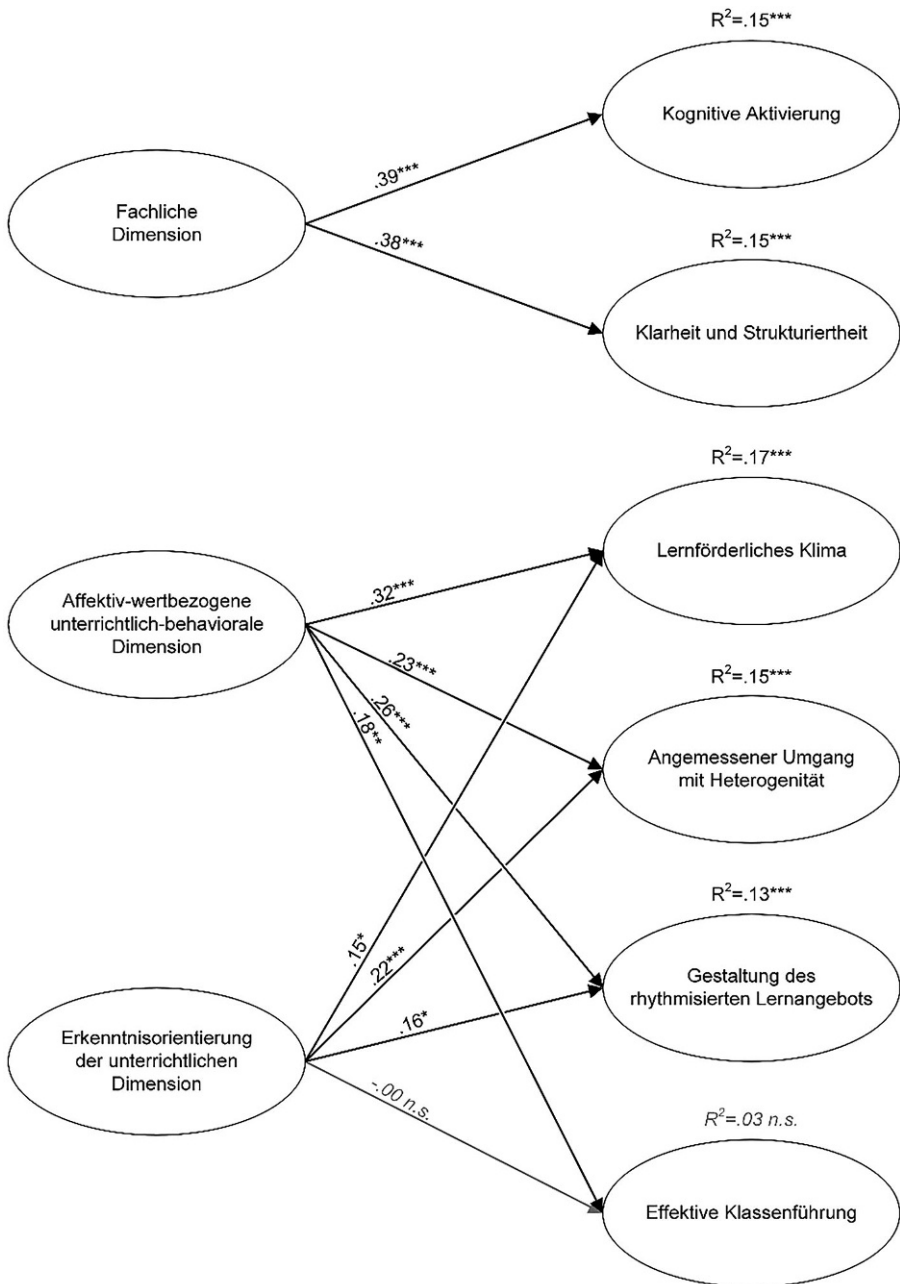 R²=.15***
Kognitive Aktivierung
.39***
Fachliche
Dimension
.38***
R²=.15***
Klarheit und Strukturiertheit
R²=.17***
Lernförderliches Klima
.32***
Affektiv-wertbezogene
unterrichtlich-behaviorale
Dimension
.23***
.26***
.18**
R²=.15***
Angemessener Umgang
mit Heterogenität
R²=.13***
Gestaltung des
rhythmisierten Lernangebots
.15*
.22***
.16*
Erkenntnisorientierung
der unterrichtlichen
Dimension
-.00 n.s.
R²=.03 n.s.
Effektive Klassenführung